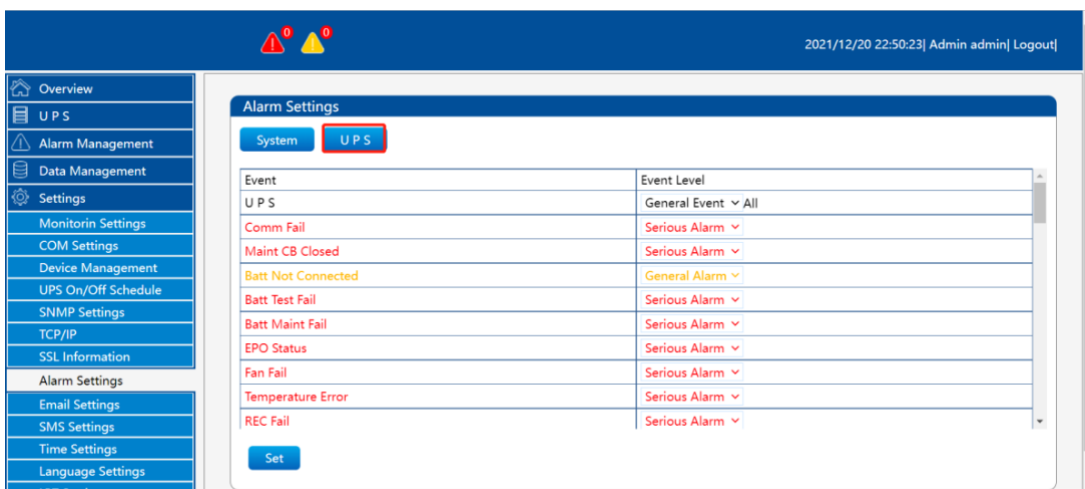 0 0
2021/12/20 22:50:23| Admin admin| Logout|
Overview
U P S
Alarm Management
Data Management
Settings
Monitorin Settings
COM Settings
Device Management
UPS On/Off Schedule
SNMP Settings
TCP/IP
SSL Information
Alarm Settings
Email Settings
SMS Settings
Time Settings
Language Settings
Alarm Settings
System U P S
Event Event Level
U P S General Event All
Comm Fail Serious Alarm
Maint CB Closed Serious Alarm
Batt Not Connected General Alarm
Batt Test Fail Serious Alarm
Batt Maint Fail Serious Alarm
EPO Status Serious Alarm
Fan Fail Serious Alarm
Temperature Error Serious Alarm
REC Fail Serious Alarm
Set